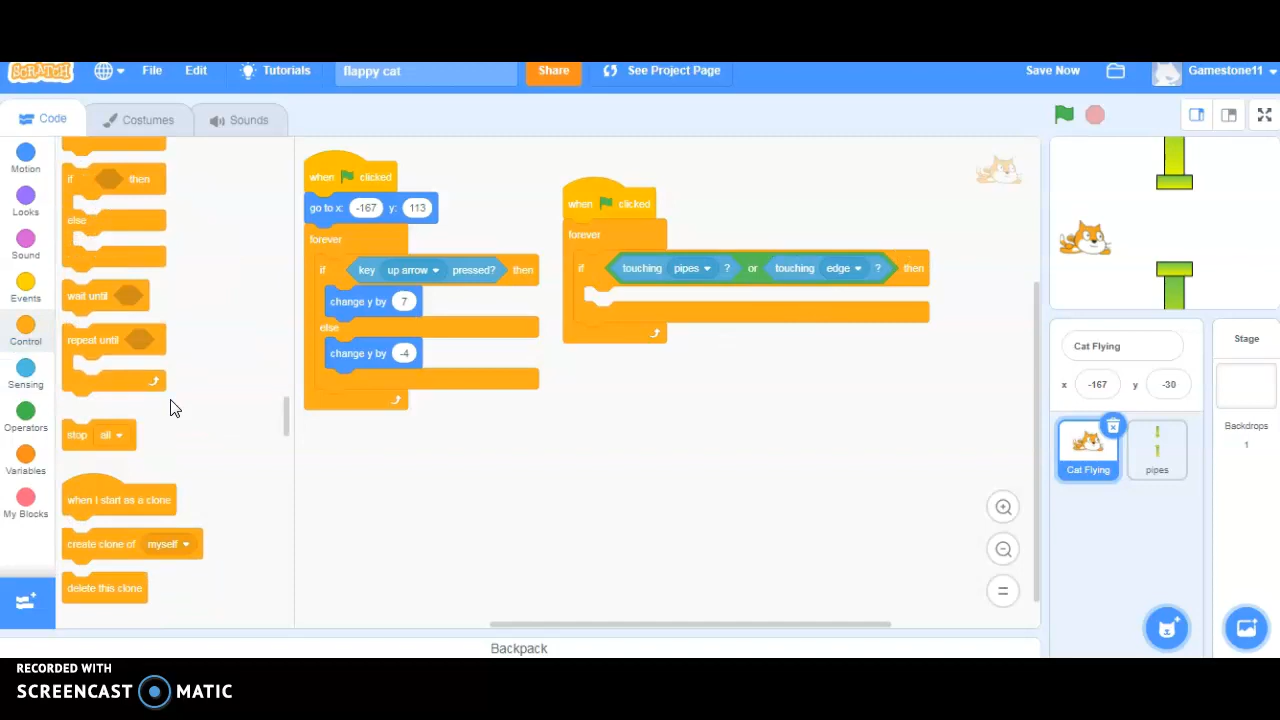 SCRATCH File Edit Tutorials flappy cat Share See Project Page Save Now Gamestone11
Code Costumes Sounds
Motion
Looks
Sound
Events
Control
Sensing
Operators
Variables
My Blocks
if then
else
wait until
repeat until
stop all
when I start as a clone
create clone of myself
delete this clone
when clicked
go to x: -167 y: 113
forever
if key up arrow pressed? then
change y by 7
else
change y by -4
when clicked
forever
if touching pipes ? or touching edge ? then
Cat Flying
x -167 y -30
Cat Flying
pipes
Stage
Backdrops
1
Backpack
RECORDED WITH
SCREENCAST MATIC